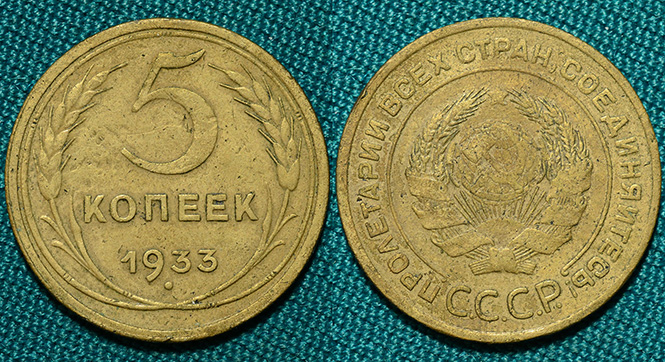 5
КОПЕЕК
1933
ПРОЛЕТАРИИ ВСЕХ СТРАН, СОЕДИНЯЙТЕСЬ!
С.С.С.Р.